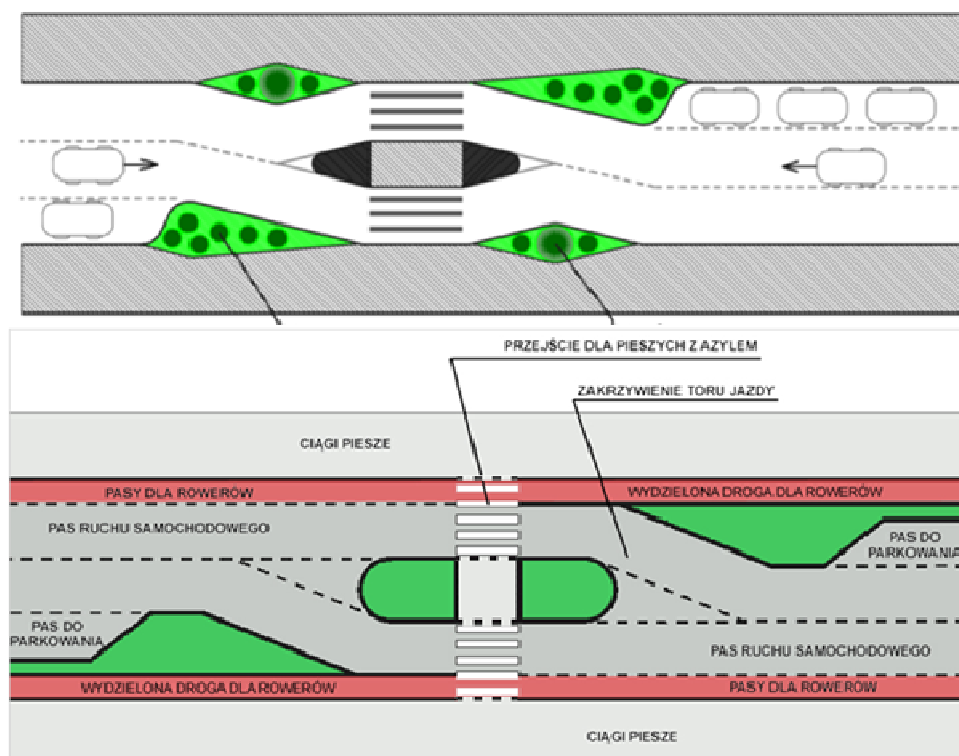 PRZEJŚCIE DLA PIESZYCH Z AZYLEM
ZAKRZYWIENIE TORU JAZDY
CIĄGI PIESZE
PASY DLA ROWERÓW
WYDZIELONA DROGA DLA ROWERÓW
PAS RUCHU SAMOCHODOWEGO
PAS DO
PARKOWANIA
PAS DO
PARKOWANIA
PAS RUCHU SAMOCHODOWEGO
WYDZIELONA DROGA DLA ROWERÓW
PASY DLA ROWERÓW
CIĄGI PIESZE